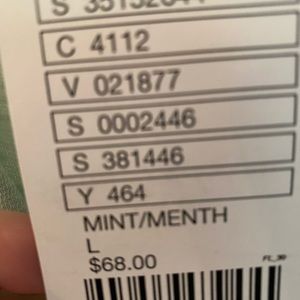 C 4112
V 021877
S 0002446
S 381446
Y 464
MINT/MENTH
L
$68.00